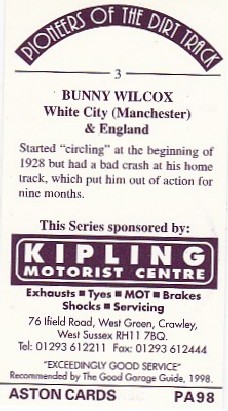 PIONEERS OF THE DIRT TRACK
3
BUNNY WILCOX
White City (Manchester)
& England
Started "circling" at the beginning of
1928 but had a bad crash at his home
track, which put him out of action for
nine months.
This Series sponsored by:
KIPLING
MOTORIST CENTRE
Exhausts ■ Tyes ■ MOT ■ Brakes
Shocks ■ Servicing
76 Ifield Road, West Green, Crawley,
West Sussex RH11 7BQ.
Tel: 01293 612211 Fax: 01293 612444
"EXCEEDINGLY GOOD SERVICE"
Recommended by The Good Garage Guide, 1998.
ASTON CARDS PA98